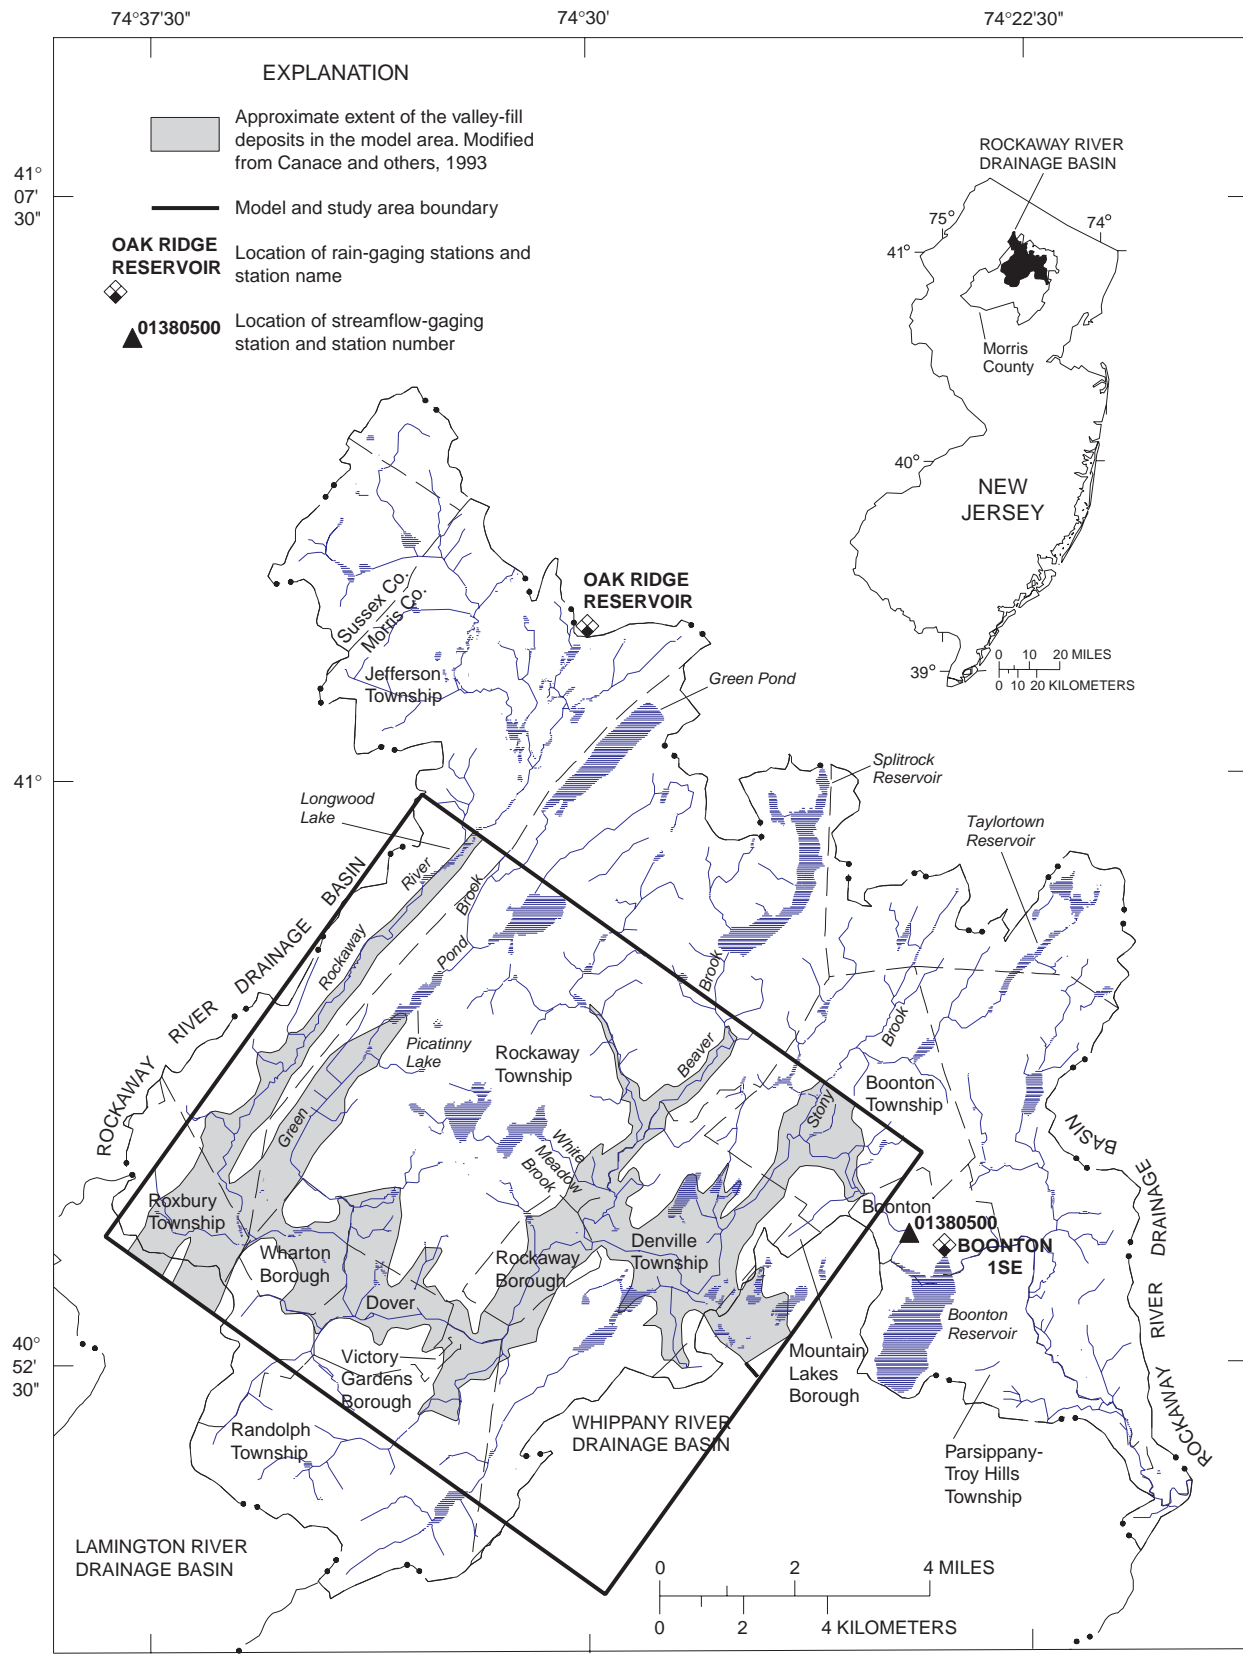 74°37'30"
74°30'
74°22'30"
EXPLANATION
Approximate extent of the valley-fill
deposits in the model area. Modified
from Canace and others, 1993
Model and study area boundary
OAK RIDGE
RESERVOIR
Location of rain-gaging stations and
station name
01380500
Location of streamflow-gaging
station and station number
41°
07'
30"
ROCKAWAY RIVER
DRAINAGE BASIN
75°
74°
41°
Morris
County
40°
NEW
JERSEY
39°
0 10 20 MILES
0 10 20 KILOMETERS
OAK RIDGE
RESERVOIR
Sussex Co.
Morris Co.
Jefferson
Township
Green Pond
Splitrock
Reservoir
41°
Longwood
Lake
Taylortown
Reservoir
ROCKAWAY RIVER DRAINAGE BASIN
Rockaway River
Green Pond Brook
Picatinny
Lake
Rockaway
Township
Beaver Brook
Stony Brook
Boonton
Township
White
Meadow
Brook
Roxbury
Township
Boonton
01380500
BOONTON
1SE
Wharton
Borough
Rockaway
Borough
Denville
Township
Dover
Boonton
Reservoir
40°
52'
30"
Victory
Gardens
Borough
Mountain
Lakes
Borough
Randolph
Township
WHIPPANY RIVER
DRAINAGE BASIN
Parsippany-
Troy Hills
Township
ROCKAWAY RIVER DRAINAGE BASIN
LAMINGTON RIVER
DRAINAGE BASIN
0 2 4 MILES
0 2 4 KILOMETERS